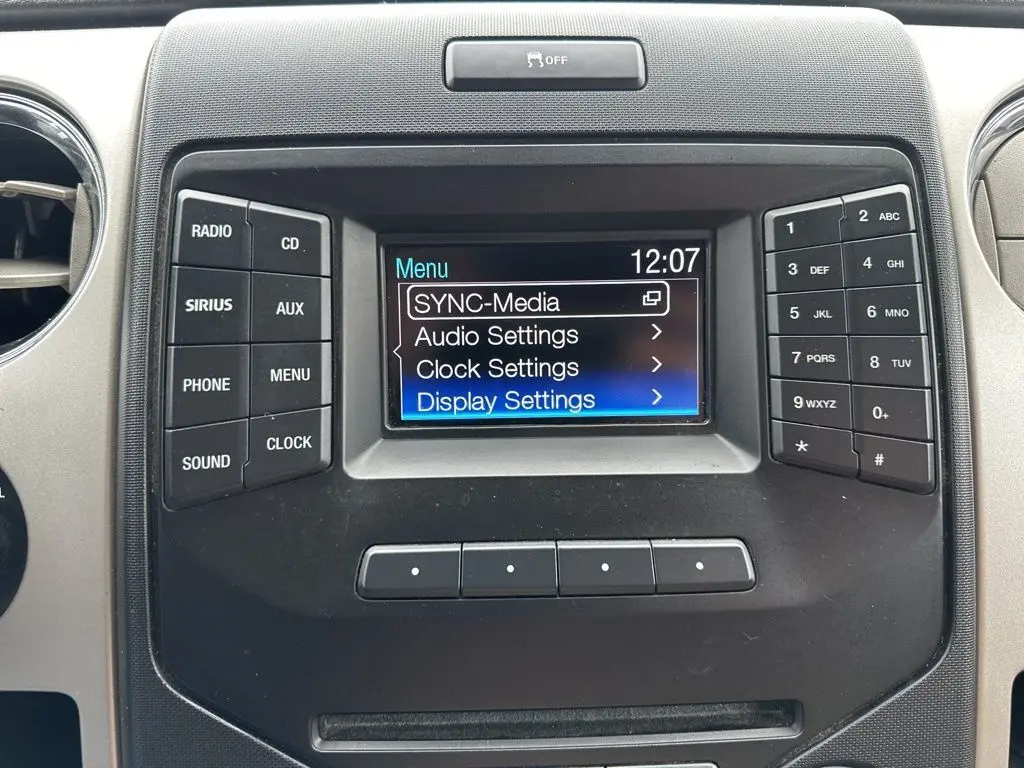 OFF
RADIO
CD
SIRIUS
AUX
PHONE
MENU
SOUND
CLOCK
Menu 12:07
SYNC-Media
Audio Settings >
Clock Settings >
Display Settings >
1
2 ABC
3 DEF
4 GHI
5 JKL
6 MNO
7 PQRS
8 TUV
9 WXYZ
0+
*
#